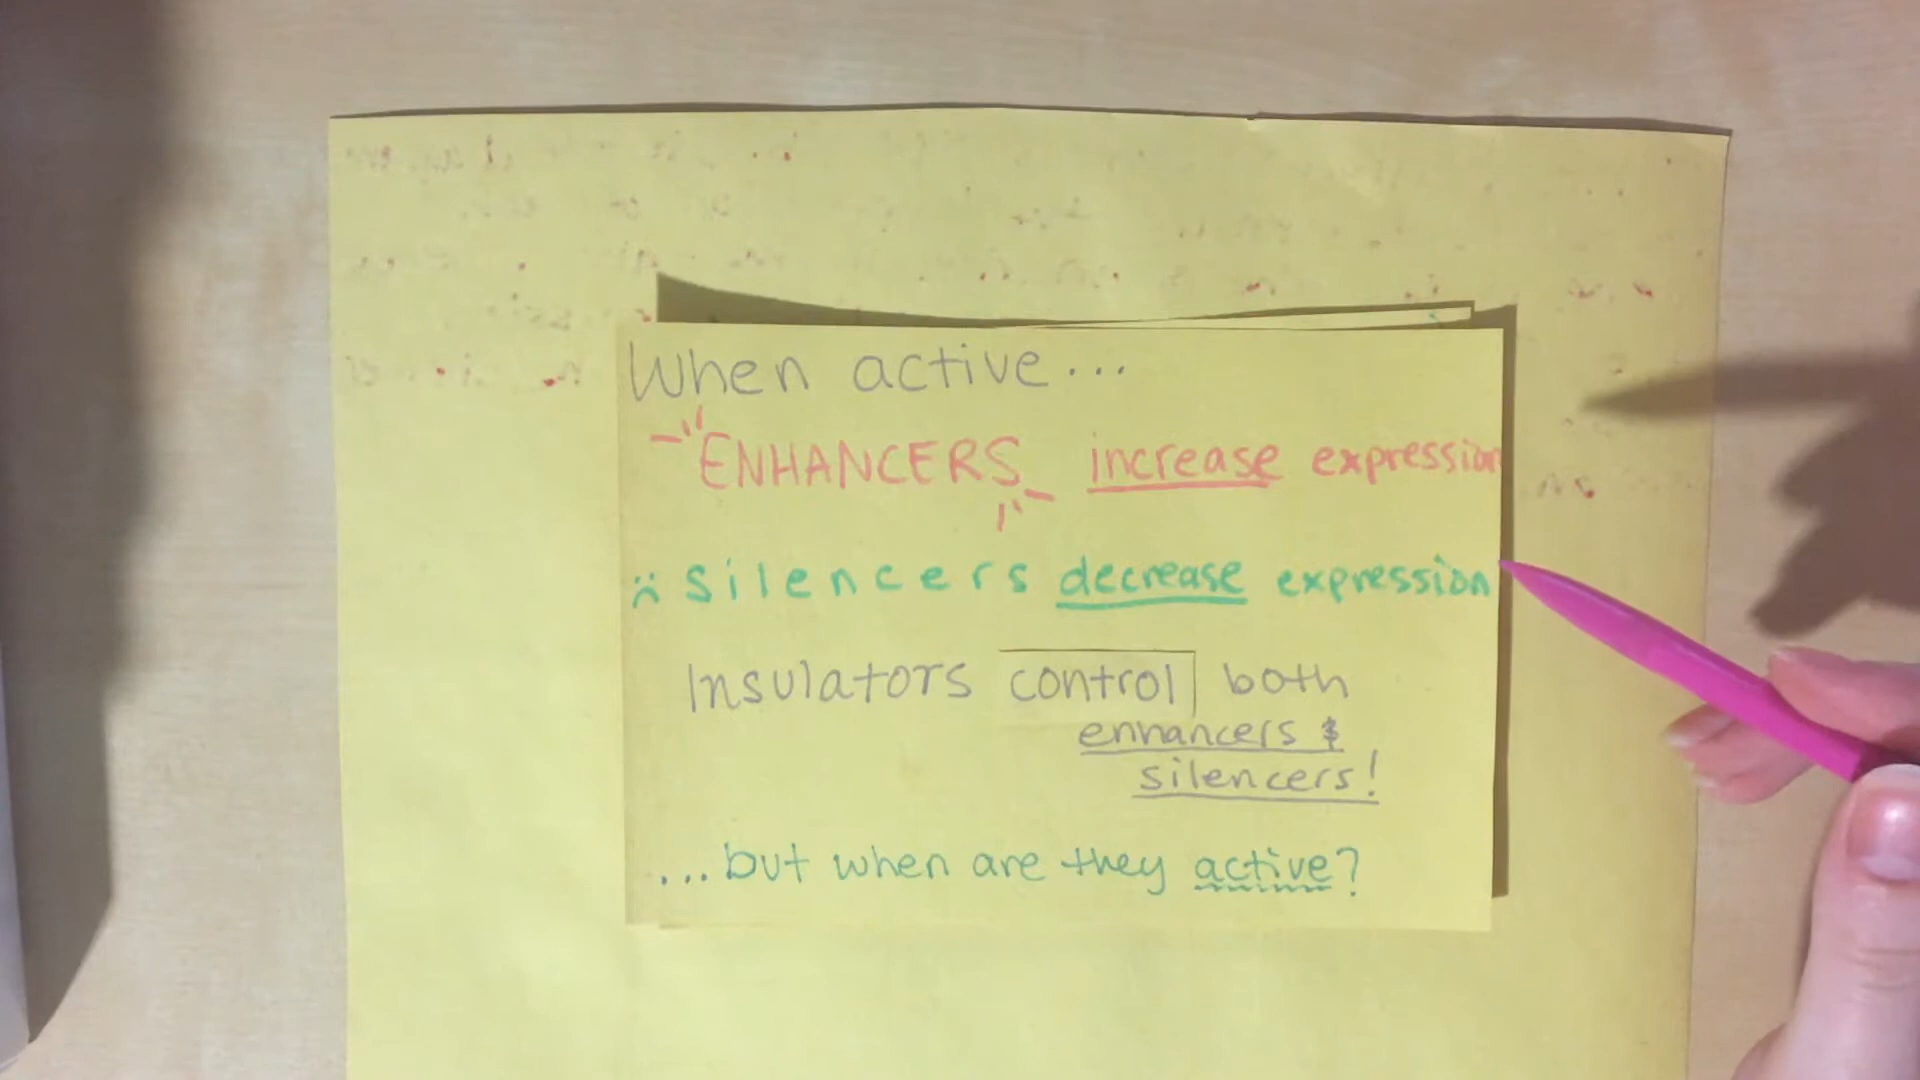 When active...
ENHANCERS increase expression
:( Silencers decrease expression
Insulators control both
enhancers &
silencers!
...but when are they active?